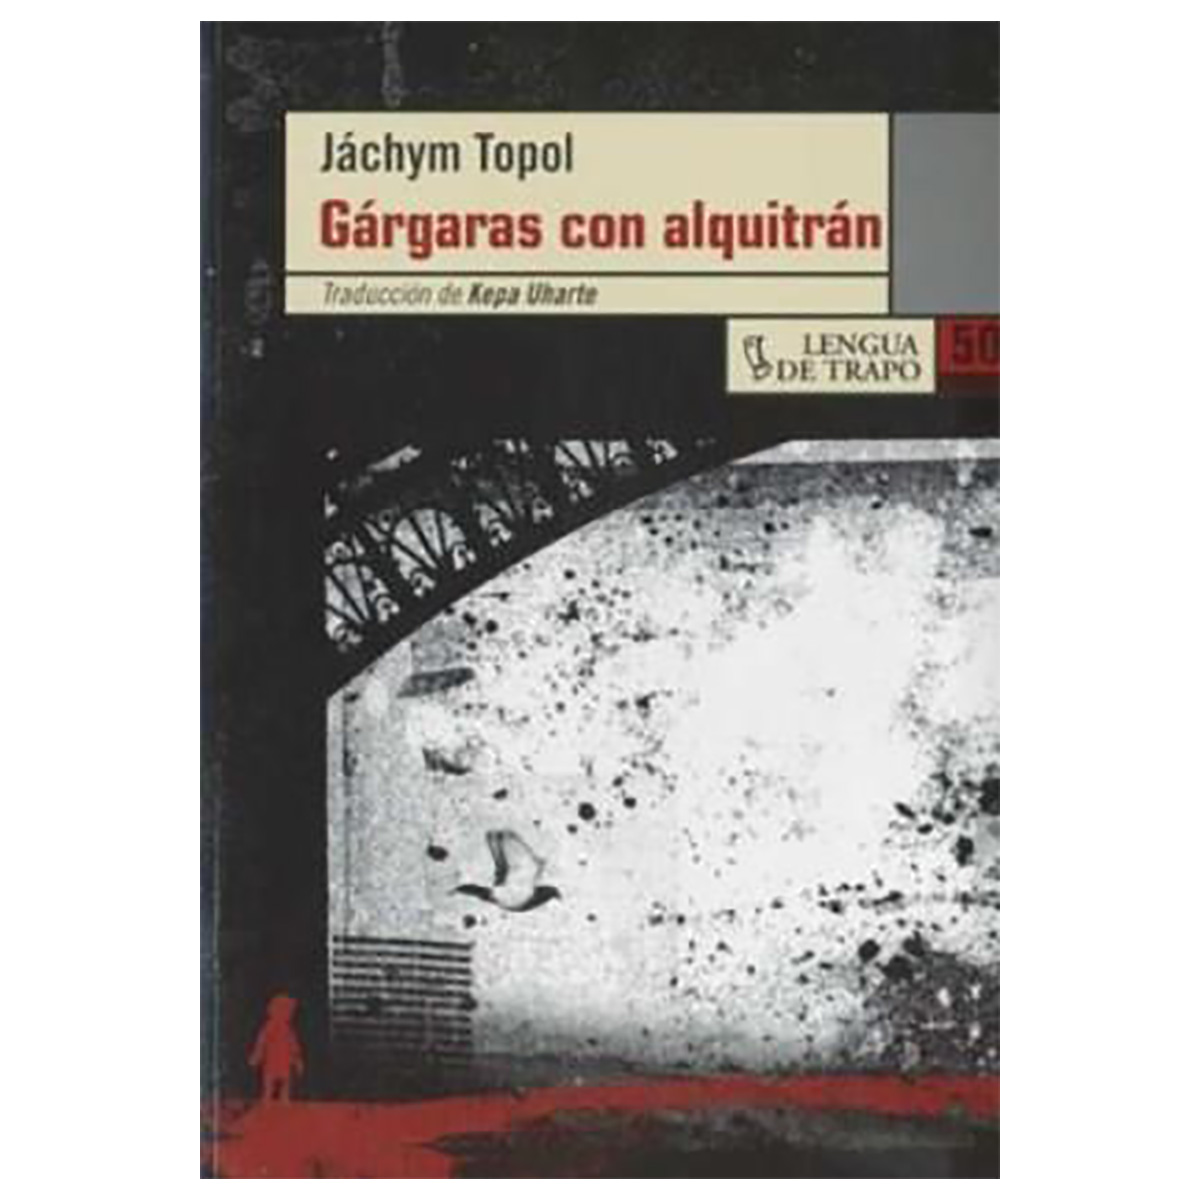 Jáchym Topol
Gárgaras con alquitrán
Traducción de Kepa Uharte
LENGUA
DE TRAPO
50